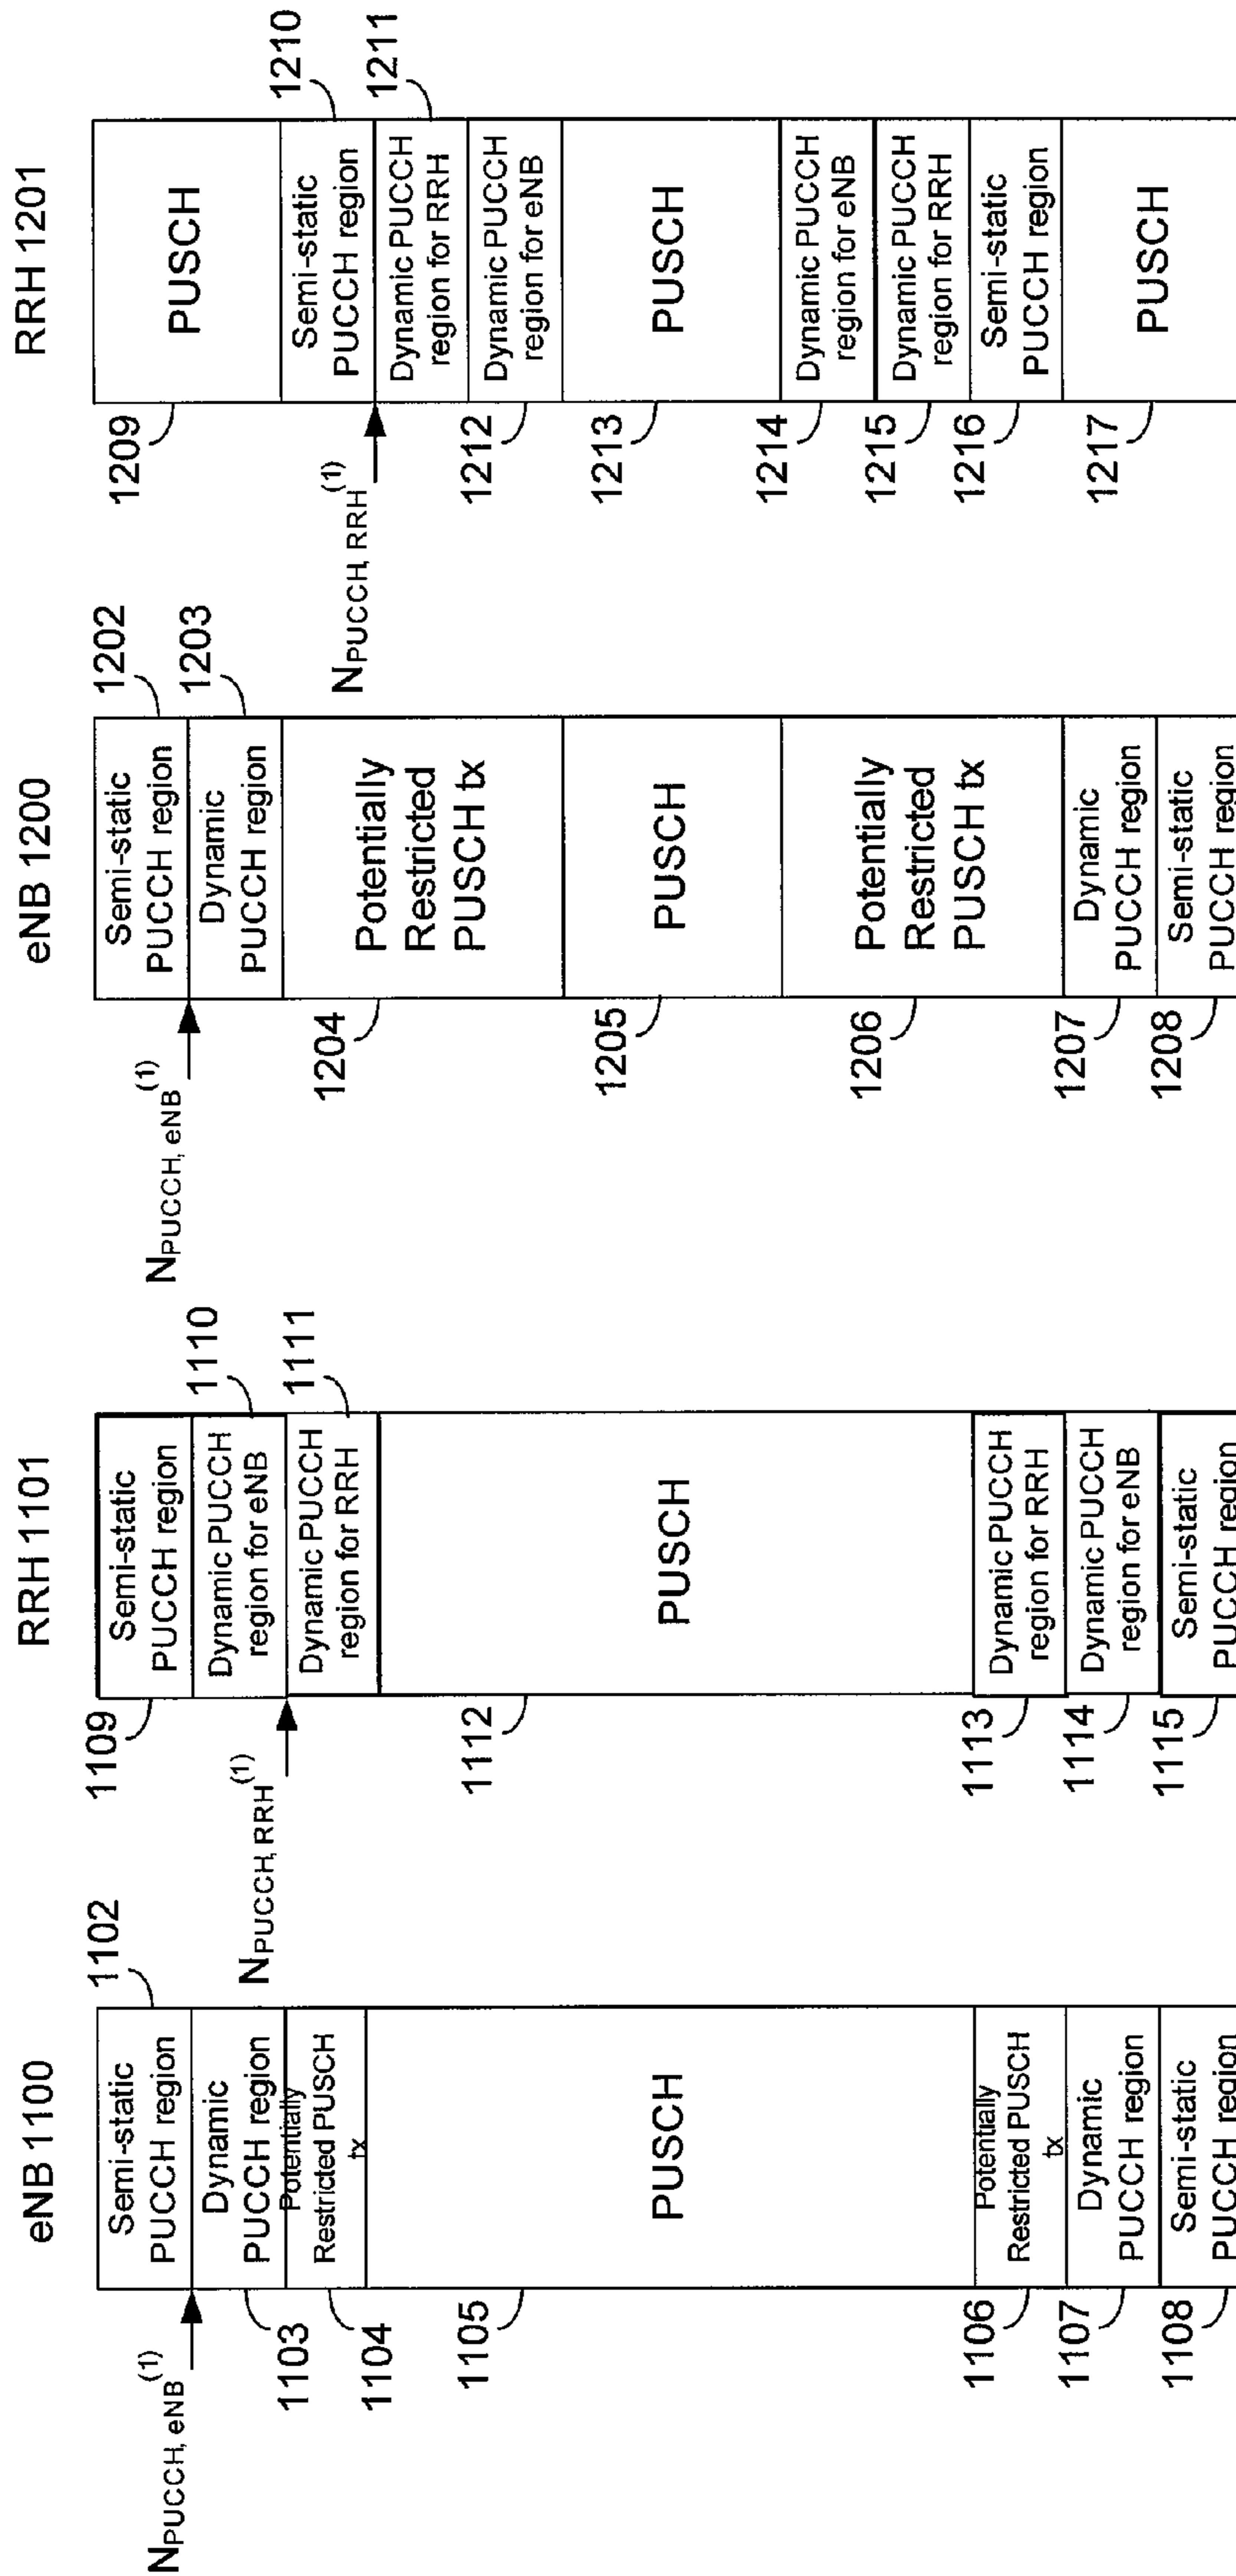 eNB 1100
1102
N_PUCCH, eNB^(1)
Semi-static
PUCCH region
Dynamic
PUCCH region
1103
Potentially
Restricted PUSCH
tx
1104
PUSCH
1105
Potentially
Restricted PUSCH
tx
1106
Dynamic
PUCCH region
1107
Semi-static
PUCCH region
1108
RRH 1101
Semi-static
PUCCH region
1109
Dynamic PUCCH
region for eNB
1110
N_PUCCH, RRH^(1)
Dynamic PUCCH
region for RRH
1111
PUSCH
1112
Dynamic PUCCH
region for RRH
1113
Dynamic PUCCH
region for eNB
1114
Semi-static
PUCCH region
1115
eNB 1200
Semi-static
PUCCH region
1202
N_PUCCH, eNB^(1)
Dynamic
PUCCH region
1203
Potentially
Restricted
PUSCH tx
1204
PUSCH
1205
Potentially
Restricted
PUSCH tx
1206
Dynamic
PUCCH region
1207
Semi-static
PUCCH region
1208
RRH 1201
PUSCH
1209
Semi-static
PUCCH region
1210
N_PUCCH, RRH^(1)
Dynamic PUCCH
region for RRH
1211
Dynamic PUCCH
region for eNB
1212
PUSCH
1213
Dynamic PUCCH
region for eNB
1214
Dynamic PUCCH
region for RRH
1215
Semi-static
PUCCH region
1216
PUSCH
1217